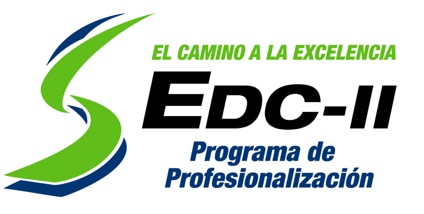 EL CAMINO A LA EXCELENCIA
EDC-II
Programa de
Profesionalización